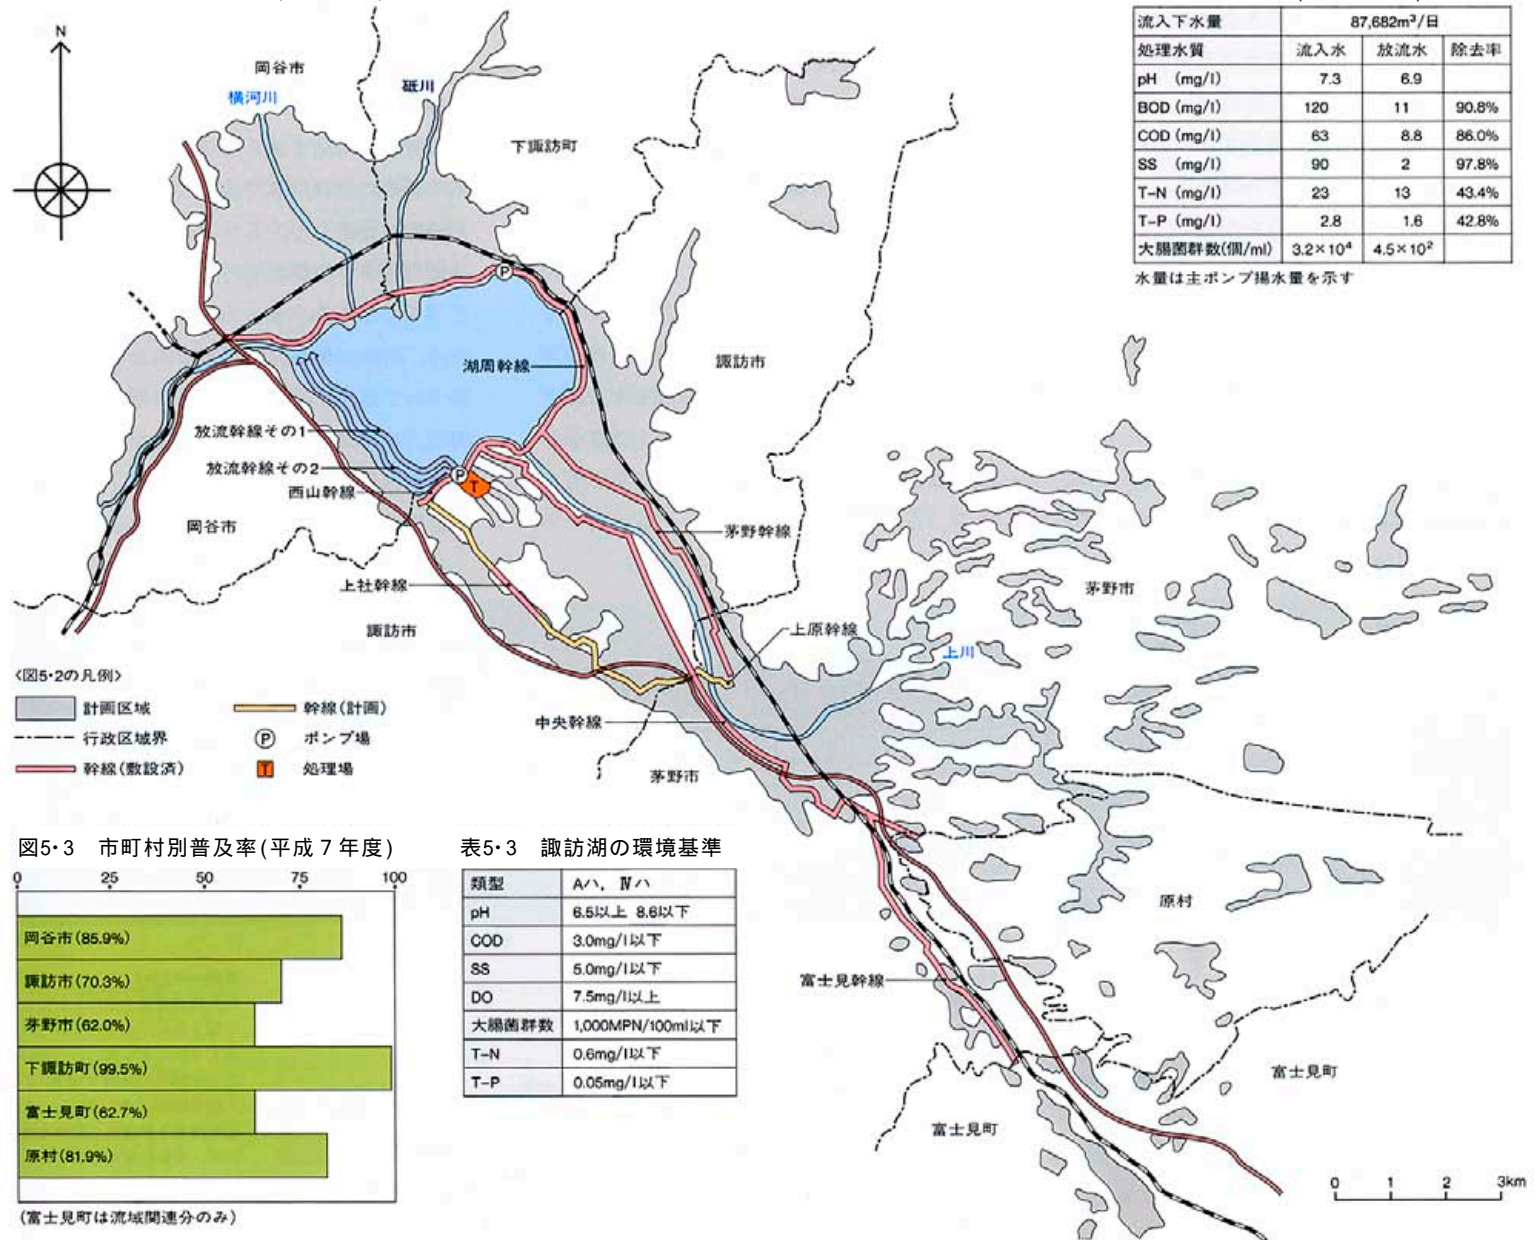 流入下水量 87,682m³/日
処理水質 流入水 放流水 除去率
pH (mg/l) 7.3 6.9
BOD (mg/l) 120 11 90.8%
COD (mg/l) 63 8.8 86.0%
SS (mg/l) 90 2 97.8%
T-N (mg/l) 23 13 43.4%
T-P (mg/l) 2.8 1.6 42.8%
大腸菌群数(個/ml) 3.2×10⁴ 4.5×10²
水量は主ポンプ揚水量を示す
N
岡谷市
横河川
砥川
下諏訪町
P
湖周幹線
諏訪市
放流幹線その1
放流幹線その2
P
T
西山幹線
岡谷市
茅野幹線
上社幹線
茅野市
諏訪市
上原幹線
上川
中央幹線
茅野市
原村
富士見幹線
富士見町
富士見町
0 1 2 3km
〈図5・2の凡例〉
計画区域
行政区域界
幹線(敷設済)
幹線(計画)
P ポンプ場
T 処理場
図5・3 市町村別普及率(平成7年度)
0 25 50 75 100
岡谷市(85.9%)
諏訪市(70.3%)
茅野市(62.0%)
下諏訪町(99.5%)
富士見町(62.7%)
原村(81.9%)
(富士見町は流域関連分のみ)
表5・3 諏訪湖の環境基準
類型 Aハ，Ⅳハ
pH 6.5以上 8.6以下
COD 3.0mg/l以下
SS 5.0mg/l以下
DO 7.5mg/l以上
大腸菌群数 1,000MPN/100ml以下
T-N 0.6mg/l以下
T-P 0.05mg/l以下